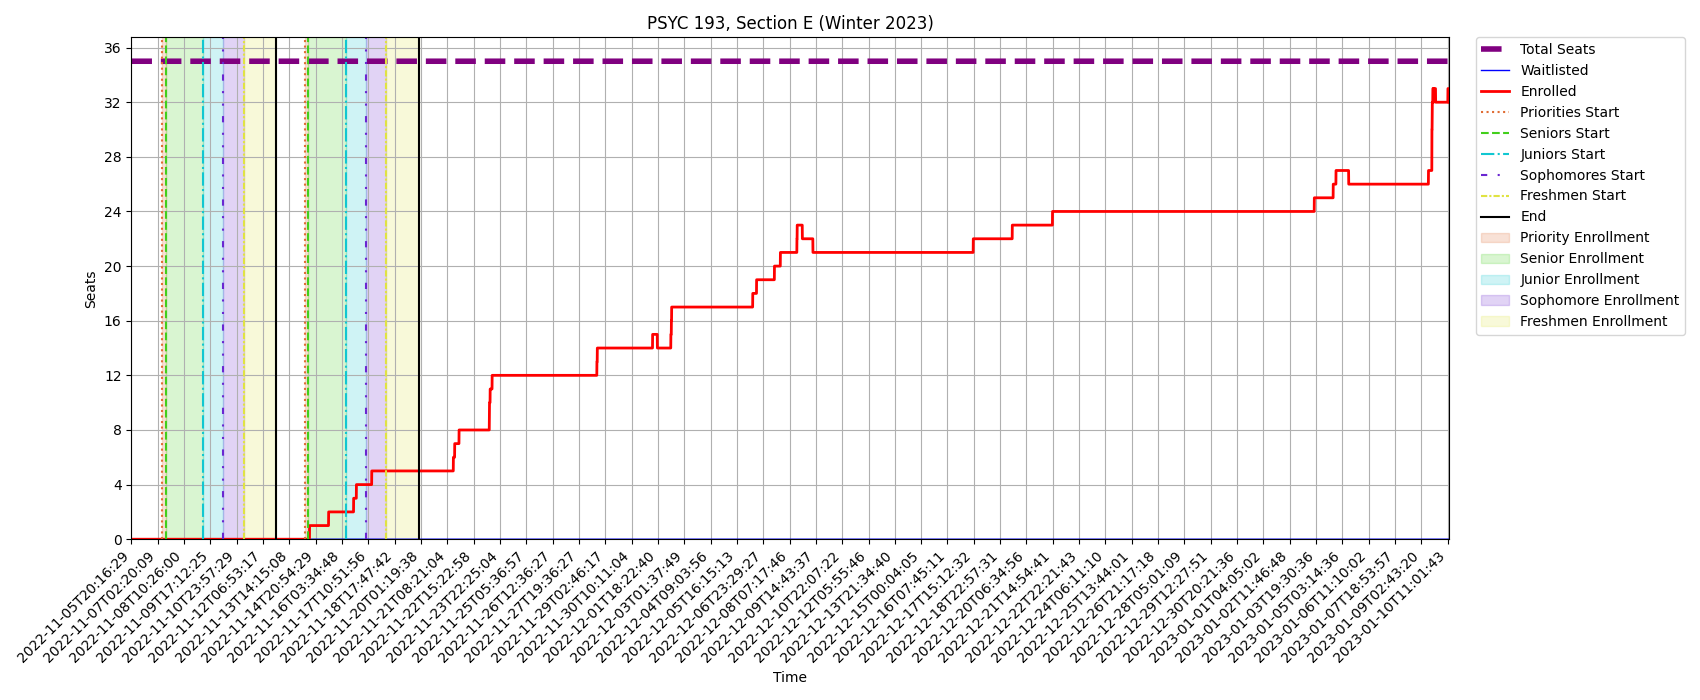 PSYC 193, Section E (Winter 2023)
Seats
36
32
28
24
20
16
12
8
4
0
2022-11-05T20:16:29
2022-11-07T02:20:09
2022-11-08T10:26:00
2022-11-09T17:12:25
2022-11-10T23:57:29
2022-11-12T06:53:17
2022-11-13T14:15:08
2022-11-14T20:54:29
2022-11-16T03:34:48
2022-11-17T10:51:56
2022-11-18T17:47:42
2022-11-20T01:19:38
2022-11-21T08:21:04
2022-11-22T15:22:58
2022-11-23T22:25:04
2022-11-25T05:36:57
2022-11-26T12:36:27
2022-11-27T19:36:27
2022-11-29T02:46:17
2022-11-30T10:11:04
2022-12-01T18:22:40
2022-12-03T01:37:49
2022-12-04T09:03:56
2022-12-05T16:15:13
2022-12-06T23:29:27
2022-12-08T07:17:46
2022-12-09T14:43:37
2022-12-10T22:07:22
2022-12-12T05:55:46
2022-12-13T12:34:40
2022-12-15T00:04:05
2022-12-16T07:45:11
2022-12-17T15:12:32
2022-12-18T22:57:31
2022-12-20T06:34:56
2022-12-21T14:54:41
2022-12-22T22:21:43
2022-12-24T06:11:10
2022-12-25T13:44:01
2022-12-26T21:17:18
2022-12-28T05:01:09
2022-12-29T12:27:51
2022-12-30T20:21:36
2023-01-01T04:05:02
2023-01-02T11:46:48
2023-01-03T19:30:36
2023-01-05T03:14:36
2023-01-06T11:10:02
2023-01-07T18:53:57
2023-01-09T02:43:20
2023-01-10T11:01:43
Time
Total Seats
Waitlisted
Enrolled
Priorities Start
Seniors Start
Juniors Start
Sophomores Start
Freshmen Start
End
Priority Enrollment
Senior Enrollment
Junior Enrollment
Sophomore Enrollment
Freshmen Enrollment